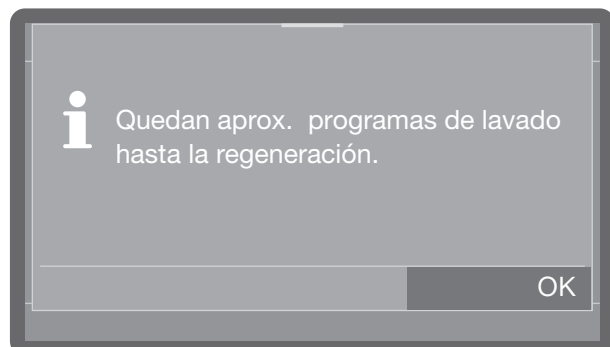 Quedan aprox. programas de lavado
hasta la regeneración.
OK